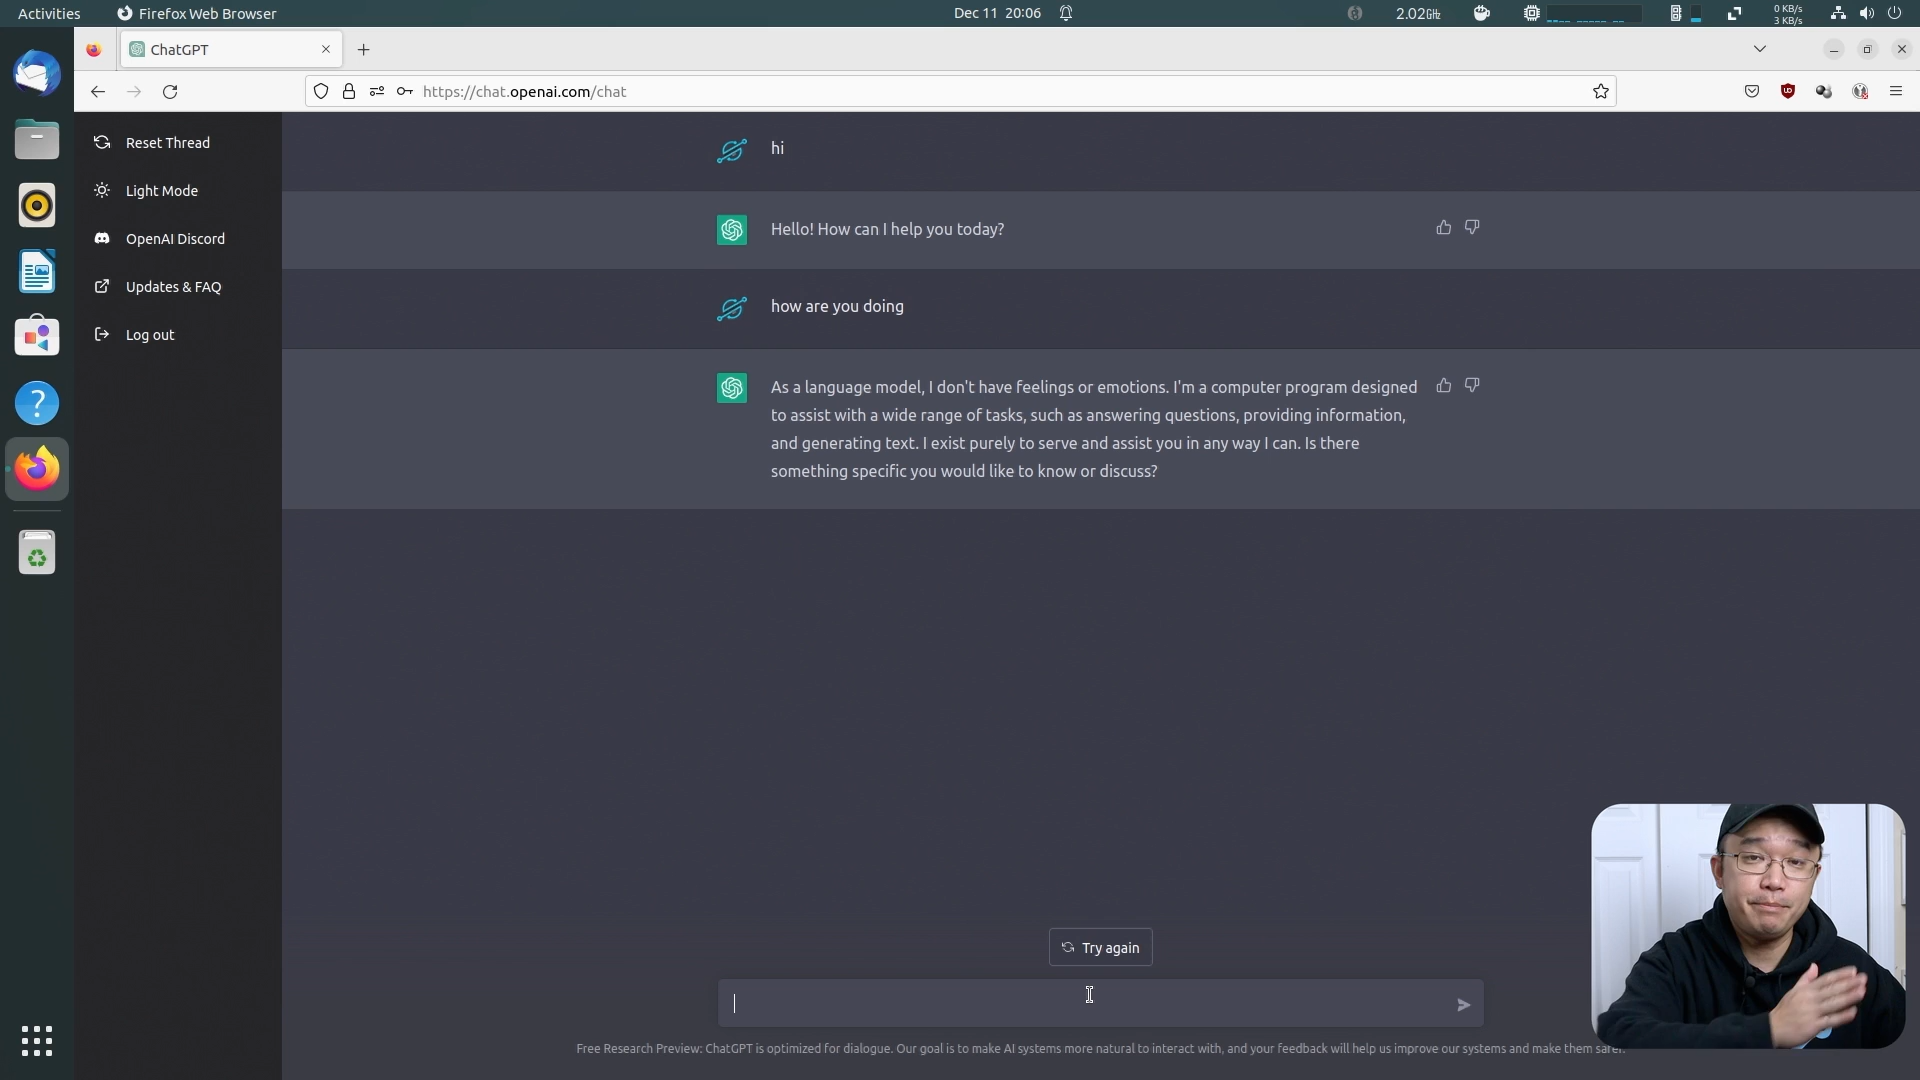 Activities
Firefox Web Browser
Dec 11 20:06
2.02GHz
0 KB/s
3 KB/s
ChatGPT
https://chat.openai.com/chat
Reset Thread
Light Mode
OpenAI Discord
Updates & FAQ
Log out
hi
Hello! How can I help you today?
how are you doing
As a language model, I don't have feelings or emotions. I'm a computer program designed
to assist with a wide range of tasks, such as answering questions, providing information,
and generating text. I exist purely to serve and assist you in any way I can. Is there
something specific you would like to know or discuss?
Try again
Free Research Preview: ChatGPT is optimized for dialogue. Our goal is to make AI systems more natural to interact with, and your feedback will help us improve our systems and make them safer.